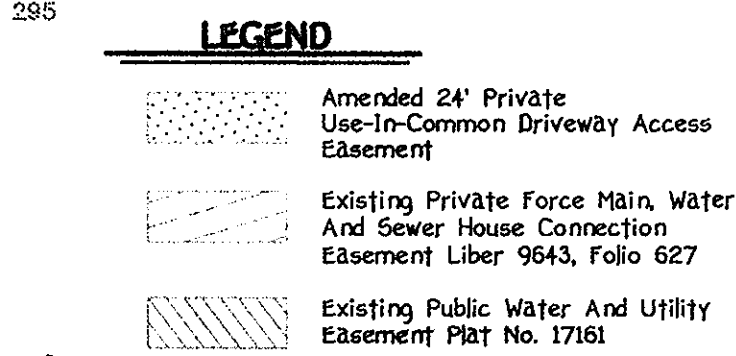 295
LEGEND
Amended 24' Private
Use-In-Common Driveway Access
Easement
Existing Private Force Main, Water
And Sewer House Connection
Easement Liber 9643, Folio 627
Existing Public Water And Utility
Easement Plat No. 17161